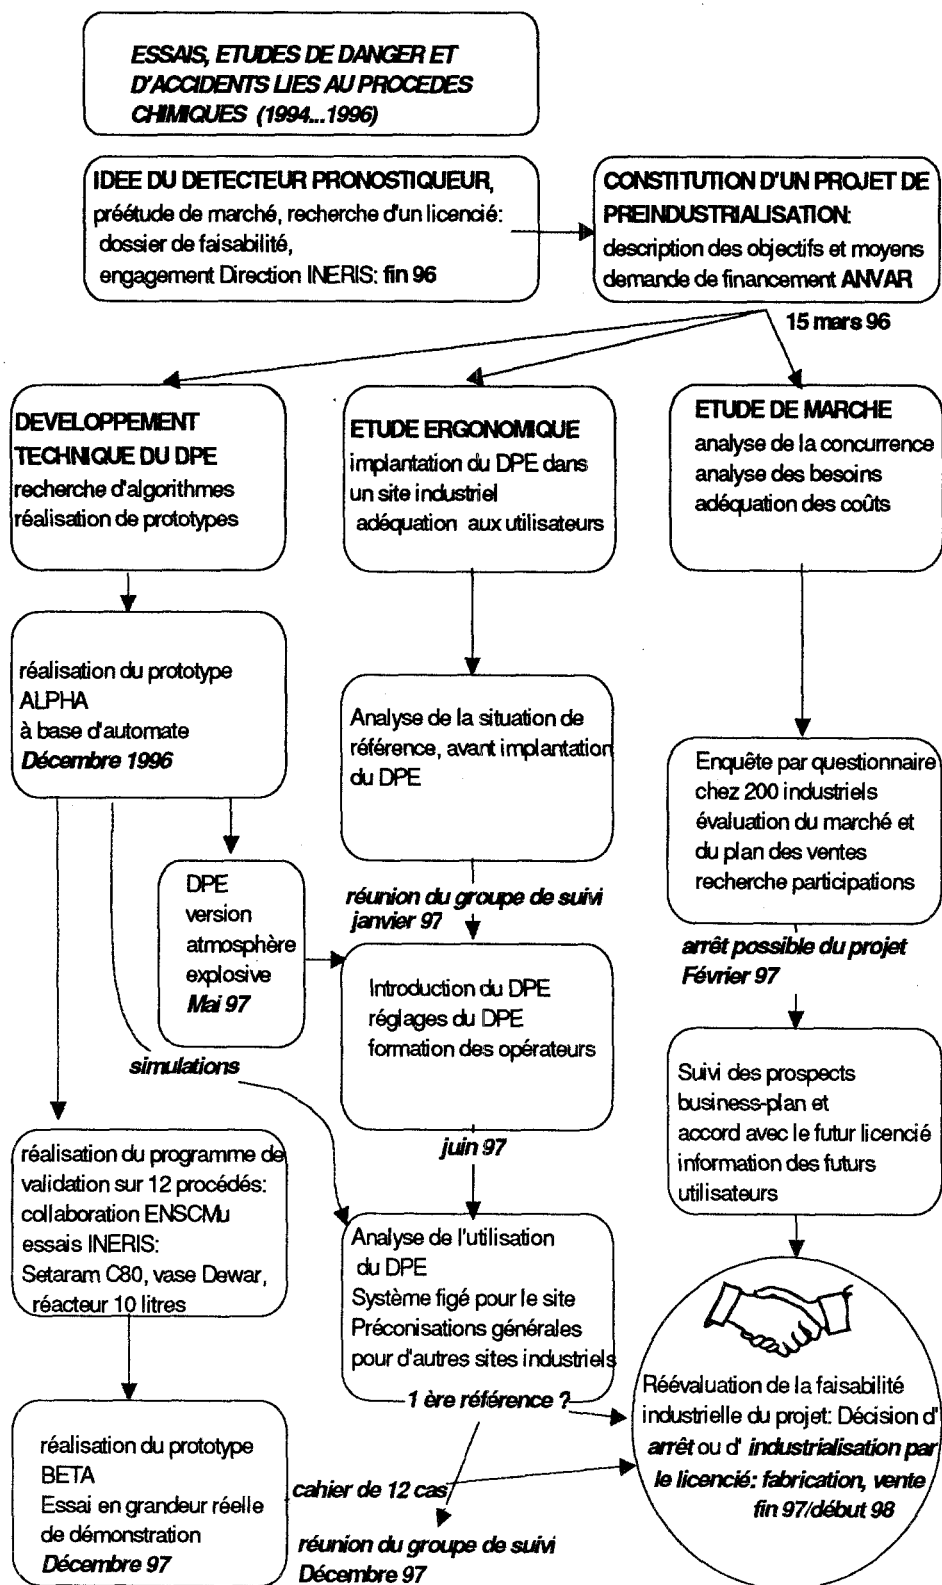 ESSAIS, ETUDES DE DANGER ET
D'ACCIDENTS LIES AU PROCEDES
CHIMIQUES (1994...1996)
IDEE DU DETECTEUR PRONOSTIQUEUR,
préétude de marché, recherche d'un licencié:
dossier de faisabilité,
engagement Direction INERIS: fin 96
CONSTITUTION D'UN PROJET DE
PREINDUSTRIALISATION:
description des objectifs et moyens
demande de financement ANVAR
15 mars 96
DEVELOPPEMENT
TECHNIQUE DU DPE
recherche d'algorithmes
réalisation de prototypes
ETUDE ERGONOMIQUE
implantation du DPE dans
un site industriel
adéquation aux utilisateurs
ETUDE DE MARCHE
analyse de la concurrence
analyse des besoins
adéquation des coûts
réalisation du prototype
ALPHA
à base d'automate
Décembre 1996
Analyse de la situation de
référence, avant implantation
du DPE
Enquête par questionnaire
chez 200 industriels
évaluation du marché et
du plan des ventes
recherche participations
DPE
version
atmosphère
explosive
Mai 97
réunion du groupe de suivi
janvier 97
arrêt possible du projet
Février 97
Introduction du DPE
réglages du DPE
formation des opérateurs
simulations
juin 97
Suivi des prospects
business-plan et
accord avec le futur licencié
information des futurs
utilisateurs
réalisation du programme de
validation sur 12 procédés:
collaboration ENSCMu
essais INERIS:
Setaram C80, vase Dewar,
réacteur 10 litres
Analyse de l'utilisation
du DPE
Système figé pour le site
Préconisations générales
pour d'autres sites industriels
1 ère référence ?
Réévaluation de la faisabilité
industrielle du projet: Décision d'
arrêt ou d' industrialisation par
le licencié: fabrication, vente
fin 97/début 98
réalisation du prototype
BETA
Essai en grandeur réelle
de démonstration
Décembre 97
cahier de 12 cas
réunion du groupe de suivi
Décembre 97